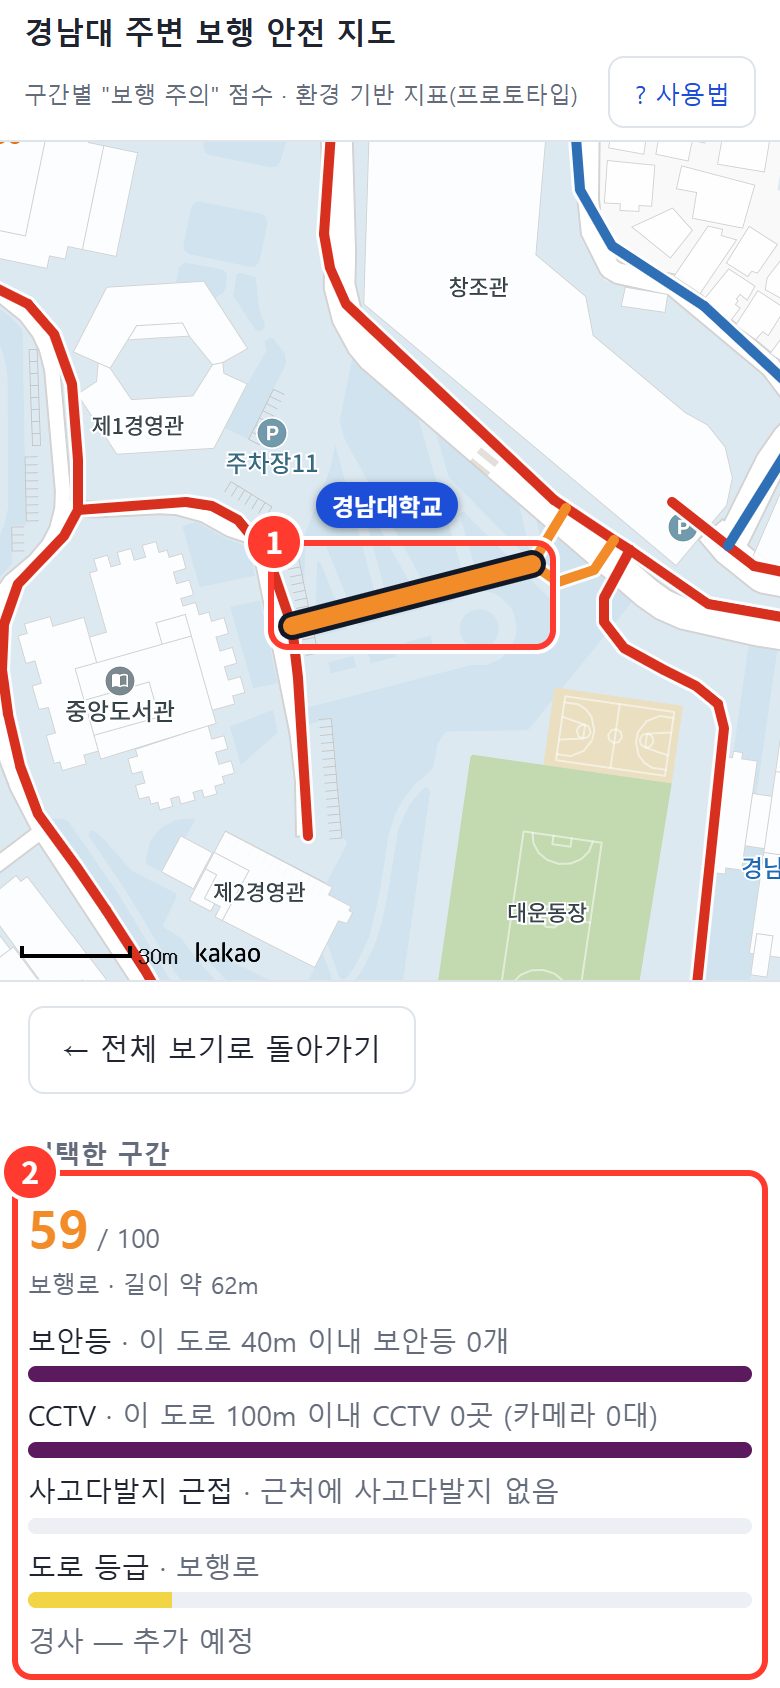 경남대 주변 보행 안전 지도
구간별 "보행 주의" 점수 · 환경 기반 지표(프로토타입)
? 사용법
창조관
제1경영관
P
주차장11
경남대학교
P
1
중앙도서관
제2경영관
대운동장
경남
30m
kakao
← 전체 보기로 돌아가기
택한 구간
2
59 / 100
보행로 · 길이 약 62m
보안등 · 이 도로 40m 이내 보안등 0개
CCTV · 이 도로 100m 이내 CCTV 0곳 (카메라 0대)
사고다발지 근접 · 근처에 사고다발지 없음
도로 등급 · 보행로
경사 — 추가 예정